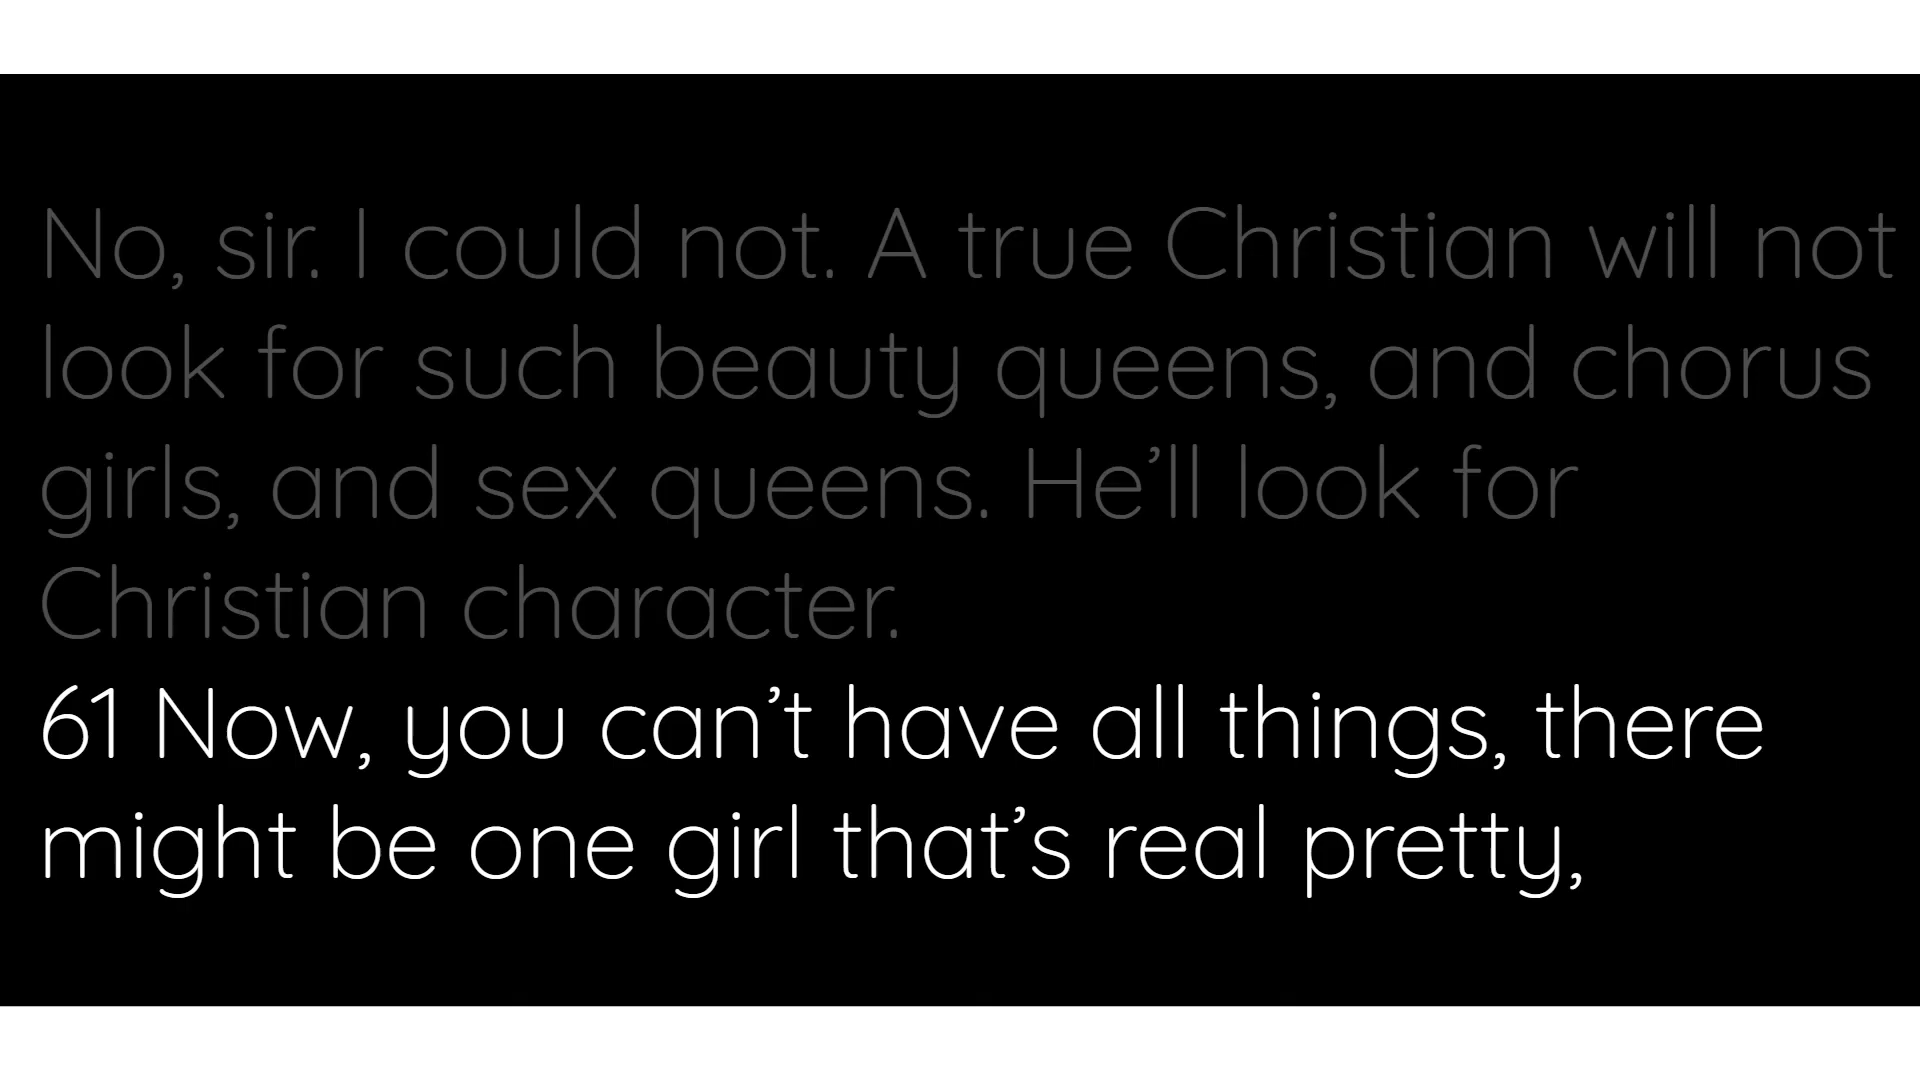 No, sir. I could not. A true Christian will not
look for such beauty queens, and chorus
girls, and sex queens. He’ll look for
Christian character.
61 Now, you can’t have all things, there
might be one girl that’s real pretty,